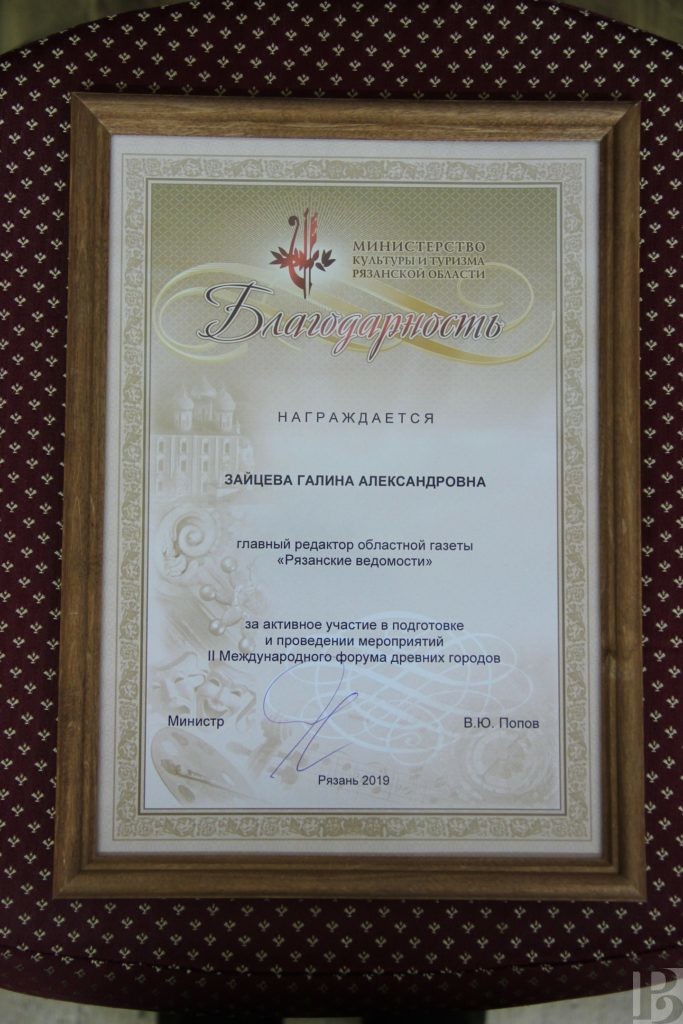 МИНИСТЕРСТВО
КУЛЬТУРЫ И ТУРИЗМА
РЯЗАНСКОЙ ОБЛАСТИ
Благодарность
НАГРАЖДАЕТСЯ
ЗАЙЦЕВА ГАЛИНА АЛЕКСАНДРОВНА
главный редактор областной газеты
«Рязанские ведомости»
за активное участие в подготовке
и проведении мероприятий
II Международного форума древних городов
Министр В.Ю. Попов
Рязань 2019
РВ